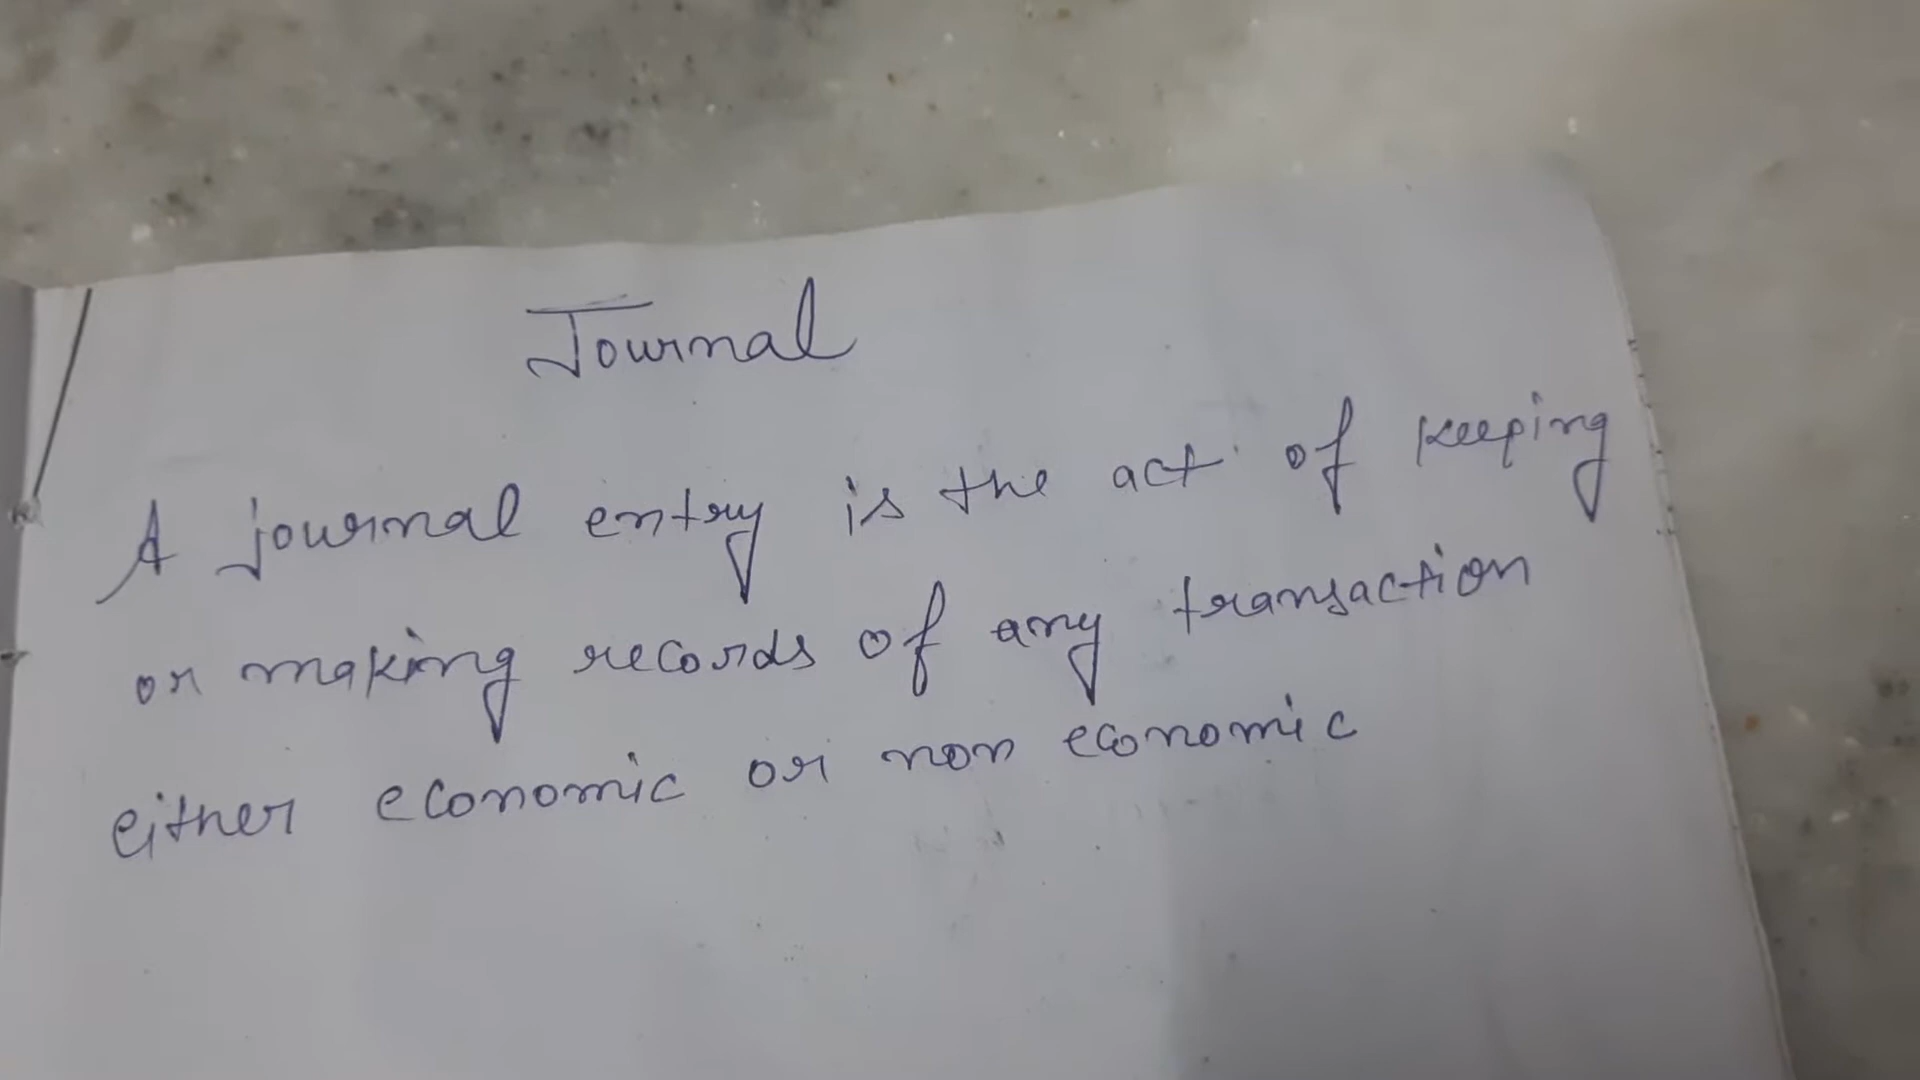 Journal
A journal entry is the act of keeping
or making records of any transaction
either economic or non economic